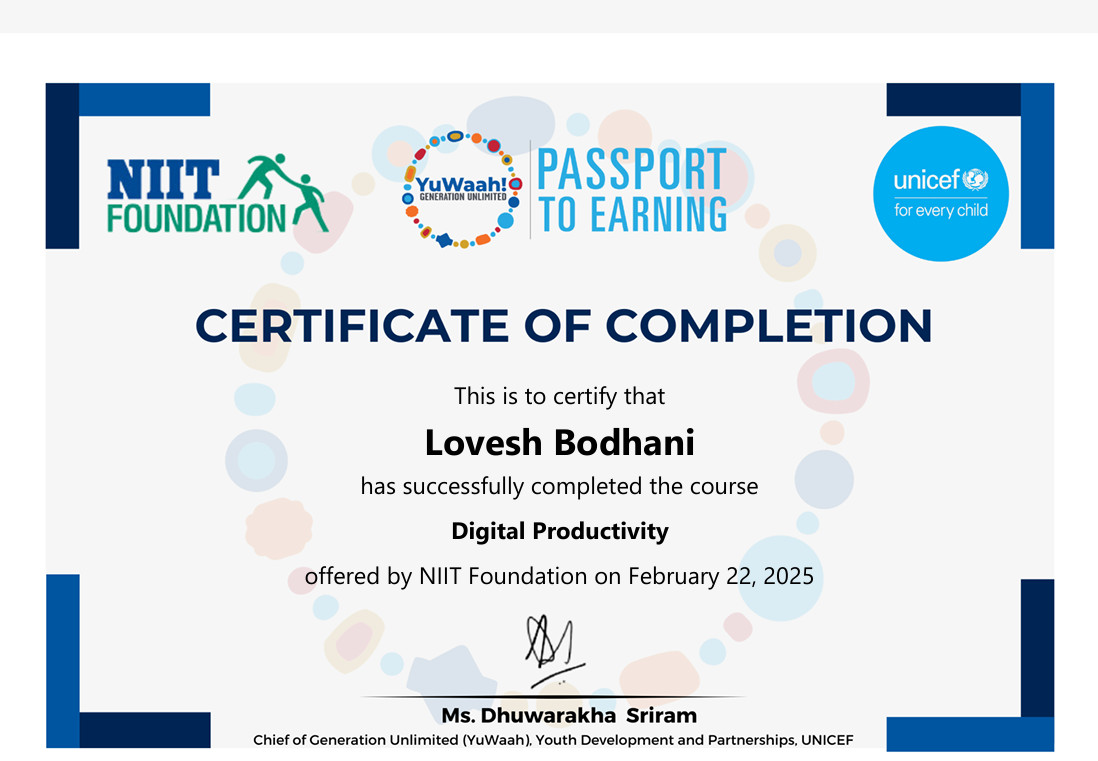 NIIT
FOUNDATION
YuWaah!
GENERATION UNLIMITED
PASSPORT
TO EARNING
unicef
for every child
CERTIFICATE OF COMPLETION
This is to certify that
Lovesh Bodhani
has successfully completed the course
Digital Productivity
offered by NIIT Foundation on February 22, 2025
Ms. Dhuwarakha Sriram
Chief of Generation Unlimited (YuWaah), Youth Development and Partnerships, UNICEF